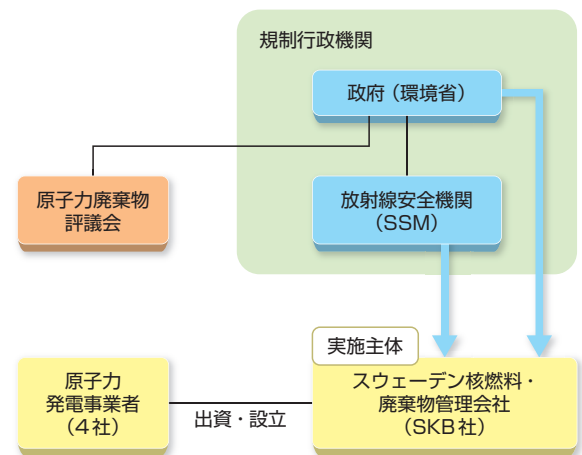 規制行政機関
政府（環境省）
原子力廃棄物
評議会
放射線安全機関
（SSM）
実施主体
原子力
発電事業者
（4社）
出資・設立
スウェーデン核燃料・
廃棄物管理会社
（SKB社）